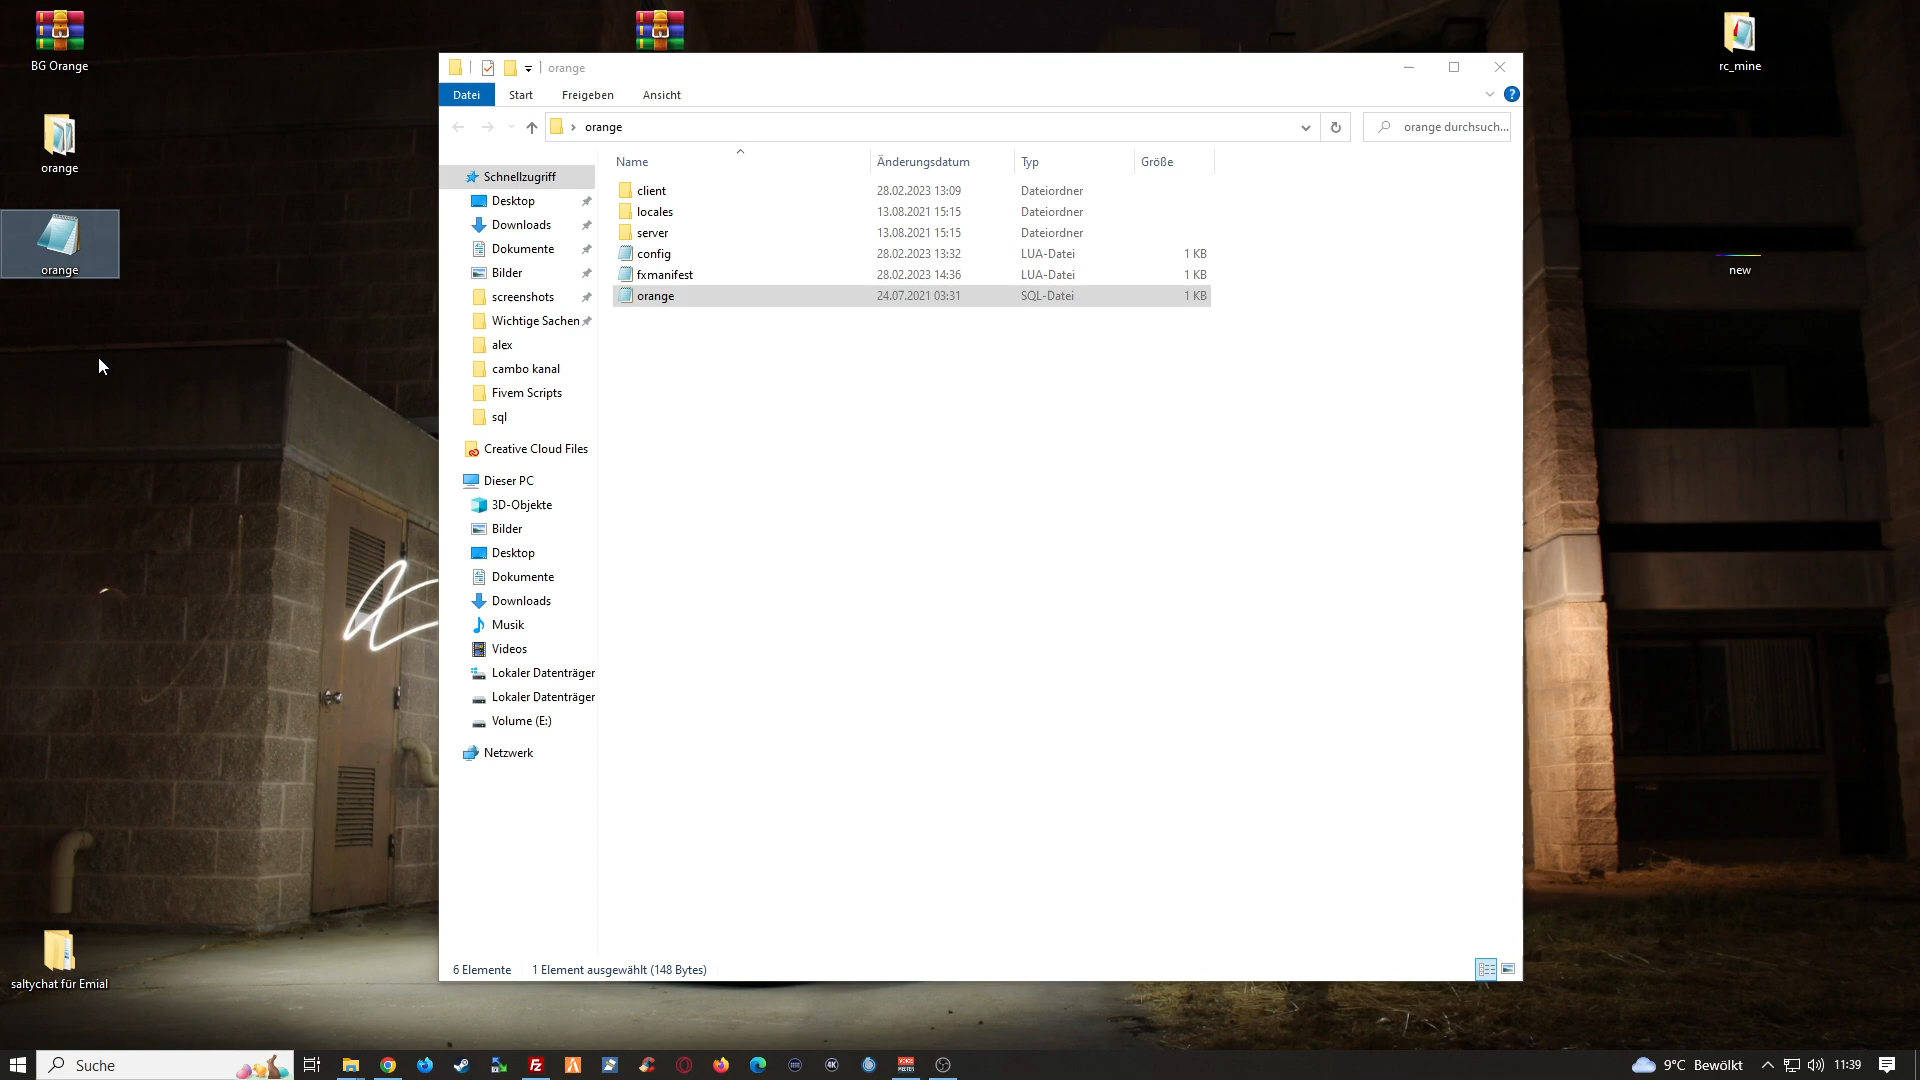 BG Orange
orange
orange
saltychat für Emial
rc_mine
new
orange
Datei
Start
Freigeben
Ansicht
?
orange
orange durchsuch...
Name
Änderungsdatum
Typ
Größe
client
28.02.2023 13:09
Dateiordner
locales
13.08.2021 15:15
Dateiordner
server
13.08.2021 15:15
Dateiordner
config
28.02.2023 13:32
LUA-Datei
1 KB
fxmanifest
28.02.2023 14:36
LUA-Datei
1 KB
orange
24.07.2021 03:31
SQL-Datei
1 KB
Schnellzugriff
Desktop
Downloads
Dokumente
Bilder
screenshots
Wichtige Sachen
alex
cambo kanal
Fivem Scripts
sql
Creative Cloud Files
Dieser PC
3D-Objekte
Bilder
Desktop
Dokumente
Downloads
Musik
Videos
Lokaler Datenträger
Lokaler Datenträger
Volume (E:)
Netzwerk
6 Elemente
1 Element ausgewählt (148 Bytes)
Suche
Fz
4K
9°C Bewölkt
11:39